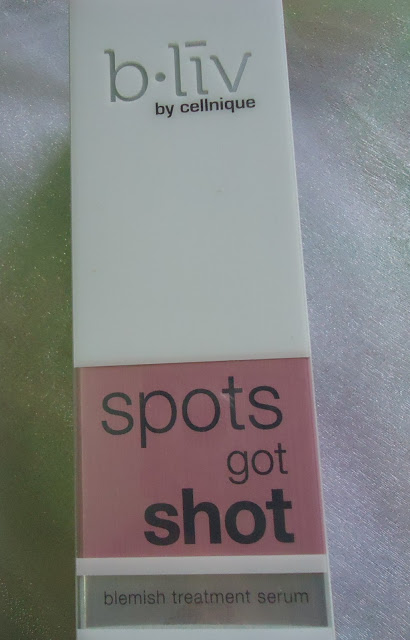 b·līv
by cellnique
spots
got
shot
blemish treatment serum